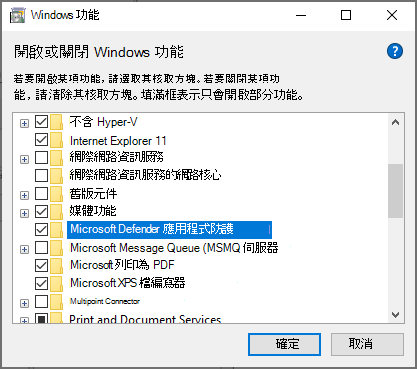 Windows 功能
開啟或關閉 Windows 功能
若要開啟某項功能，請選取其核取方塊。若要關閉某項功
能，請清除其核取方塊。填滿框表示只會開啟部分功能。
不含 Hyper-V
Internet Explorer 11
網際網路資訊服務
網際網路資訊服務的網路核心
舊版元件
媒體功能
Microsoft Defender 應用程式防護
Microsoft Message Queue (MSMQ 伺服器
Microsoft 列印為 PDF
Microsoft XPS 檔編寫器
Multipoint Connector
Print and Document Services
確定
取消